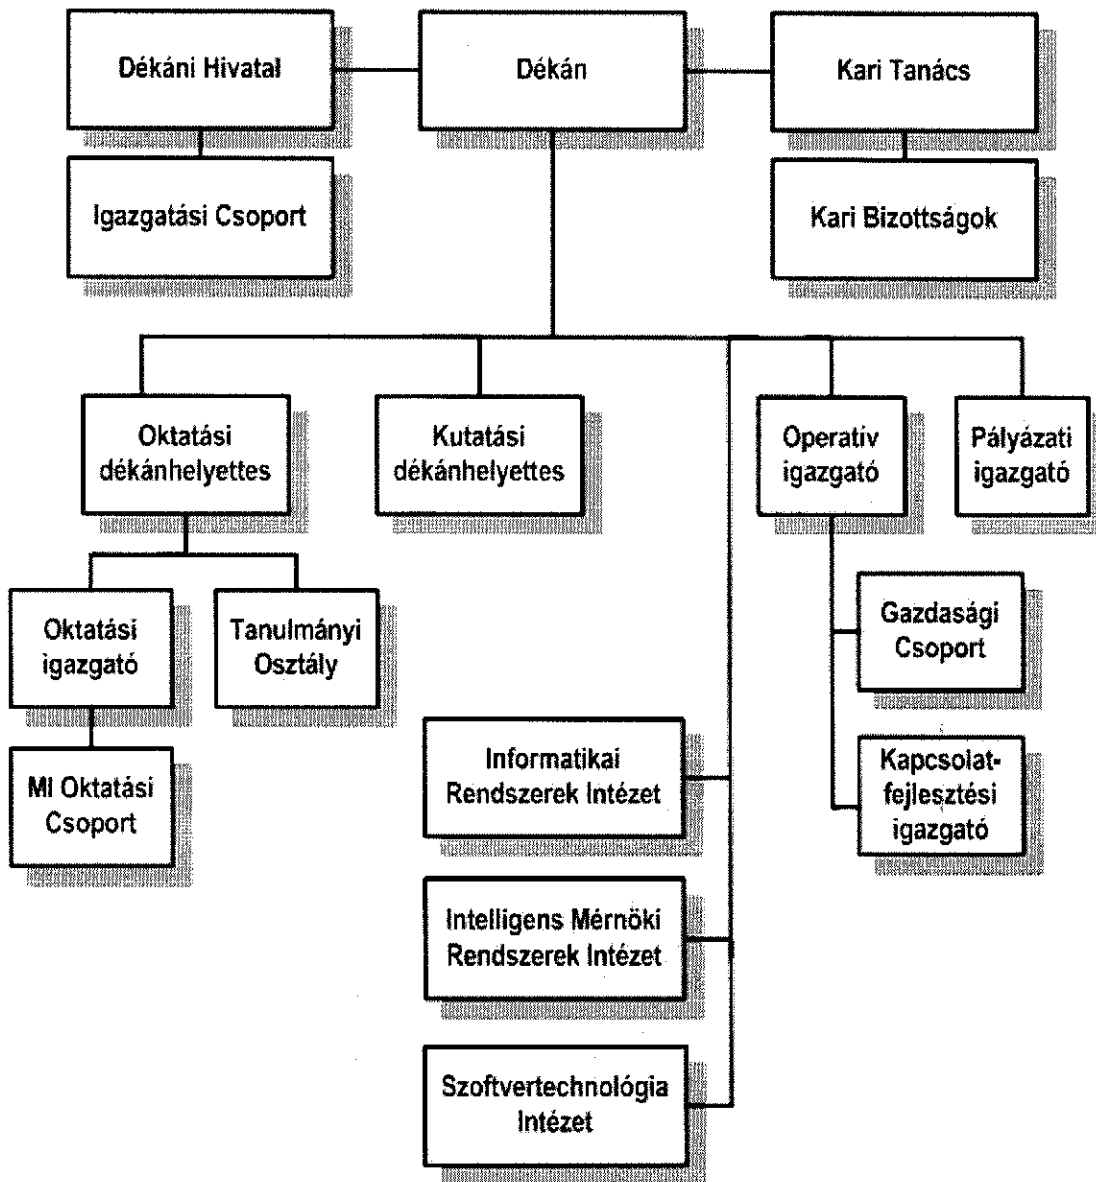 Dékáni Hivatal
Dékán
Kari Tanács
Igazgatási Csoport
Kari Bizottságok
Oktatási
dékánhelyettes
Kutatási
dékánhelyettes
Operatív
igazgató
Pályázati
igazgató
Oktatási
igazgató
Tanulmányi
Osztály
Gazdasági
Csoport
MI Oktatási
Csoport
Informatikai
Rendszerek Intézet
Kapcsolat-
fejlesztési
igazgató
Intelligens Mérnöki
Rendszerek Intézet
Szoftvertechnológia
Intézet